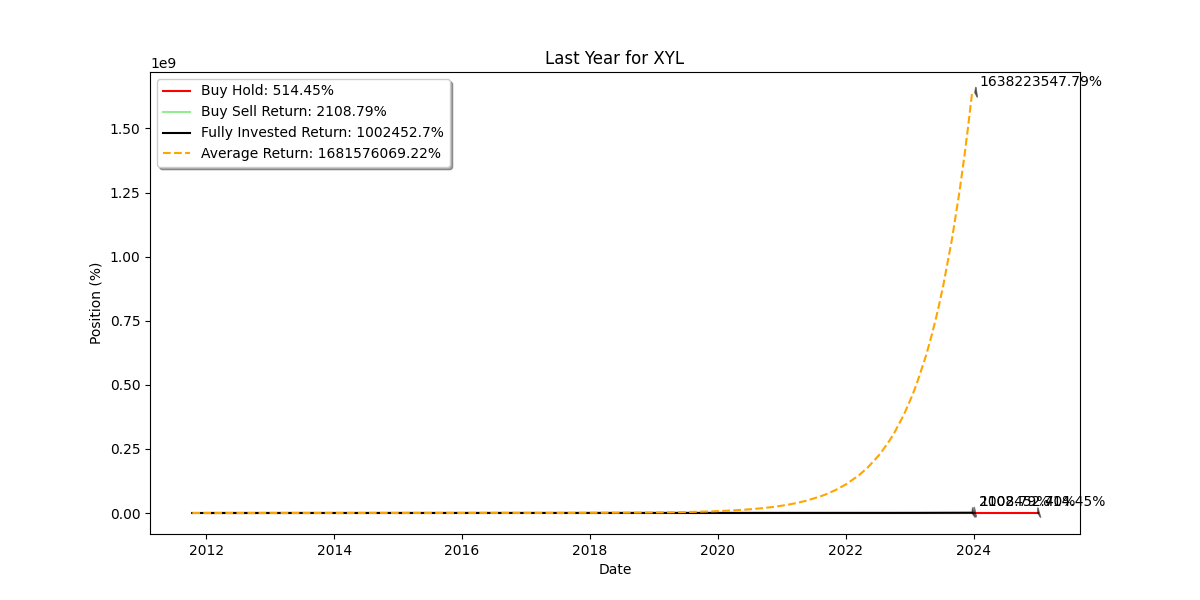 Last Year for XYL
1e9
1638223547.79%
Buy Hold: 514.45%
Buy Sell Return: 2108.79%
Fully Invested Return: 1002452.7%
Average Return: 1681576069.22%
1.50
1.25
1.00
0.75
0.50
0.25
0.00
Position (%)
2012
2014
2016
2018
2020
2022
2024
Date